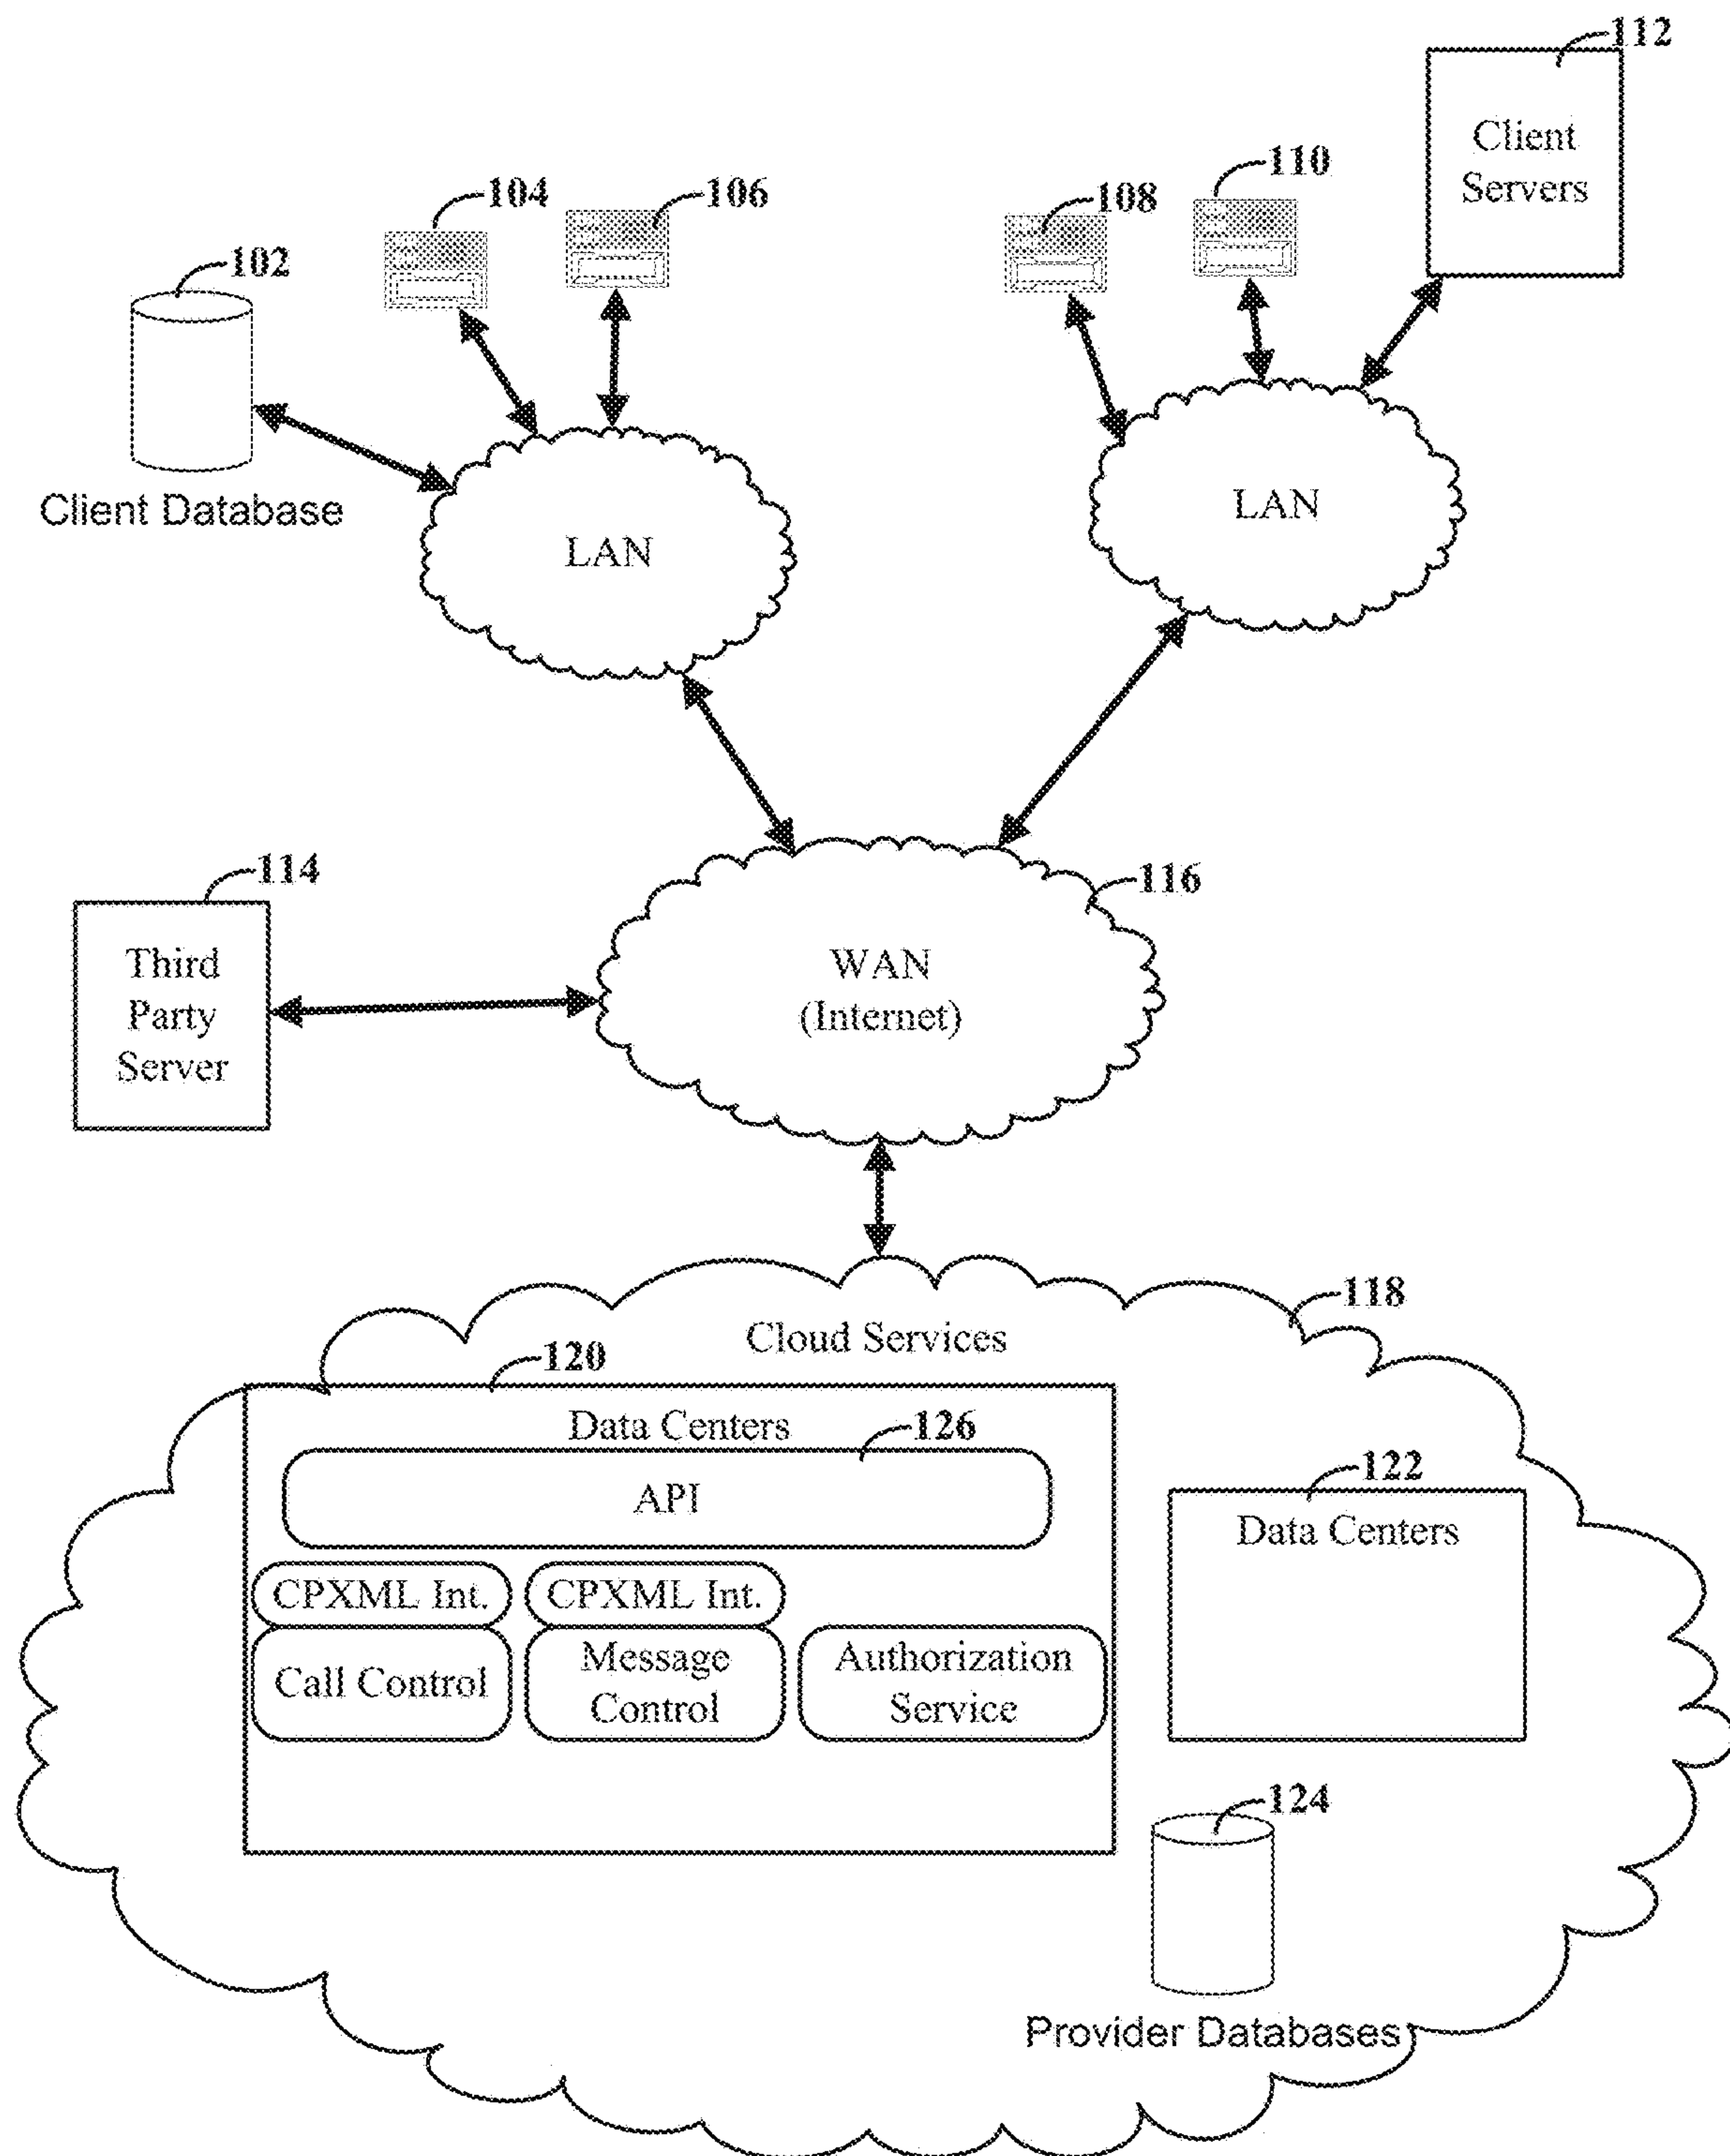 112
Client
Servers
110
108
104
106
102
Client Database
LAN
LAN
114
Third
Party
Server
116
WAN
(Internet)
118
Cloud Services
120
Data Centers
126
API
CPXML Int.
CPXML Int.
Call Control
Message
Control
Authorization
Service
122
Data Centers
124
Provider Databases